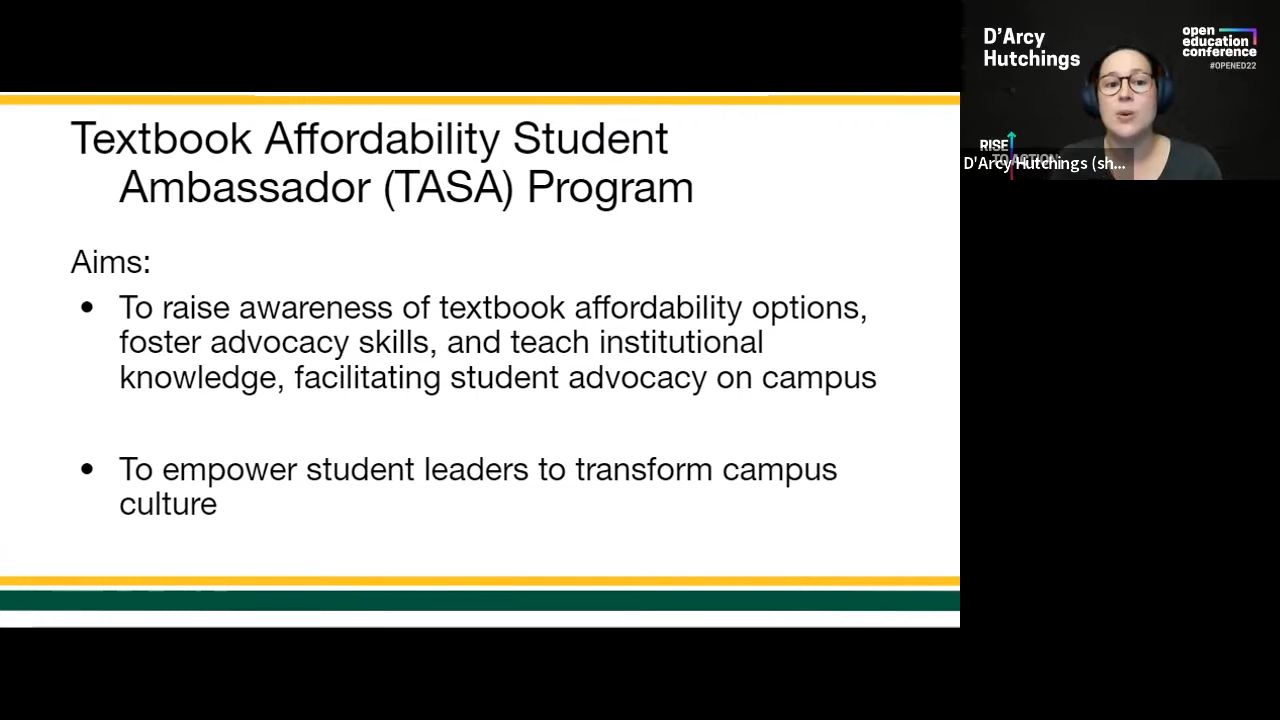 Textbook Affordability Student
Ambassador (TASA) Program
Aims:
• To raise awareness of textbook affordability options,
foster advocacy skills, and teach institutional
knowledge, facilitating student advocacy on campus
• To empower student leaders to transform campus
culture
D'Arcy
Hutchings
open
education
conference
#OPENED22
RISE
TO ACTION
D'Arcy Hutchings (sh...